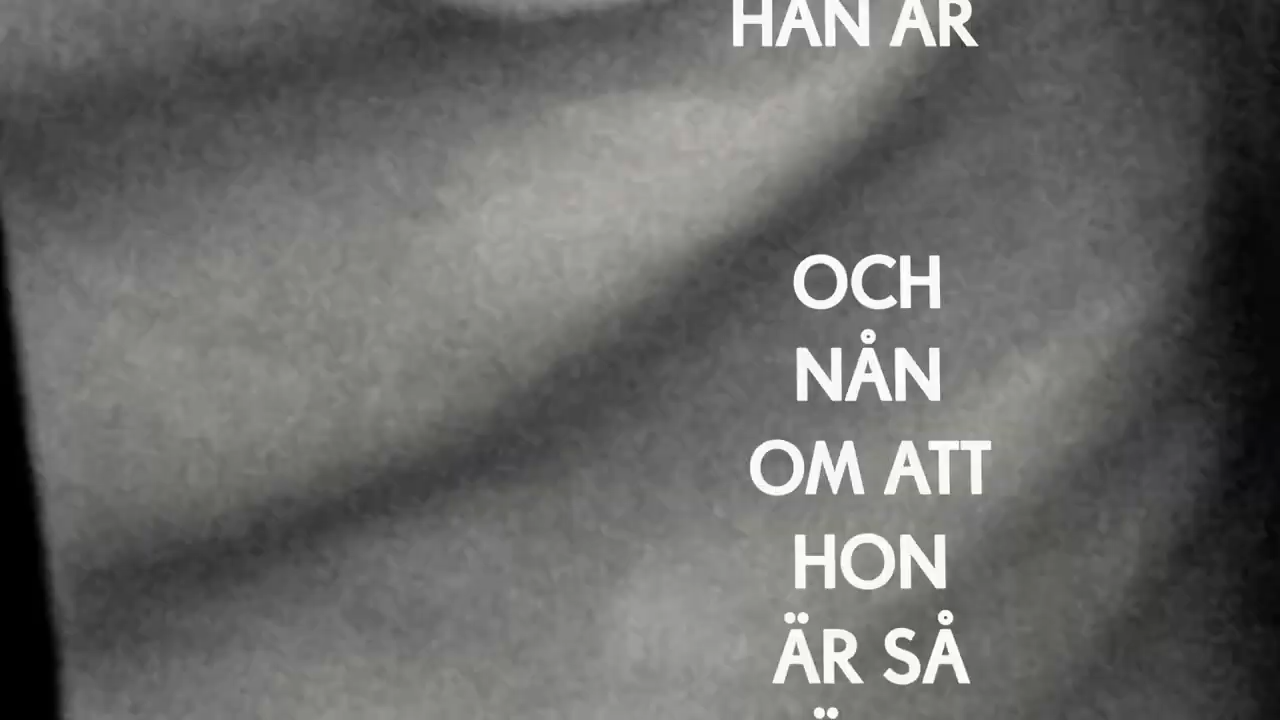 HAN ÄR
OCH
NÅN
OM ATT
HON
ÄR SÅ